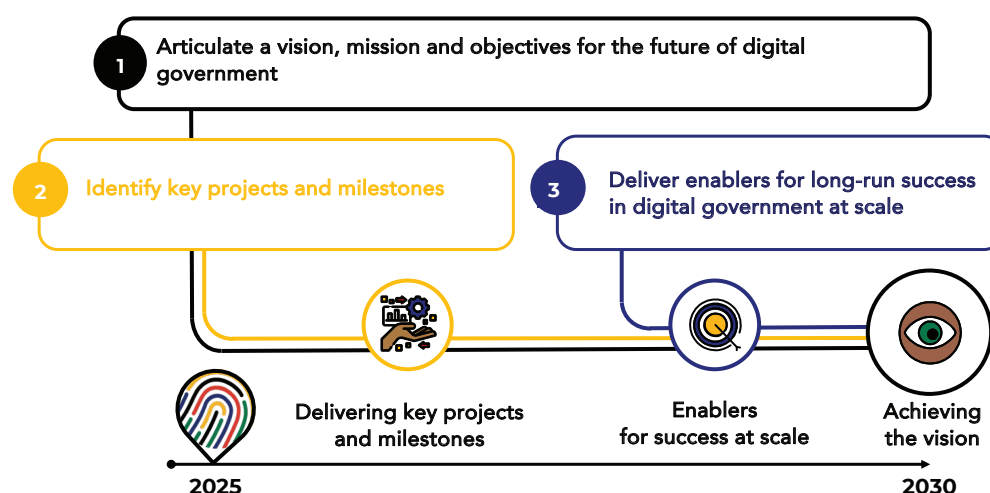 1
Articulate a vision, mission and objectives for the future of digital
government
2
Identify key projects and milestones
3
Deliver enablers for long-run success
in digital government at scale
Delivering key projects
and milestones
Enablers
for success at scale
Achieving
the vision
2025
2030